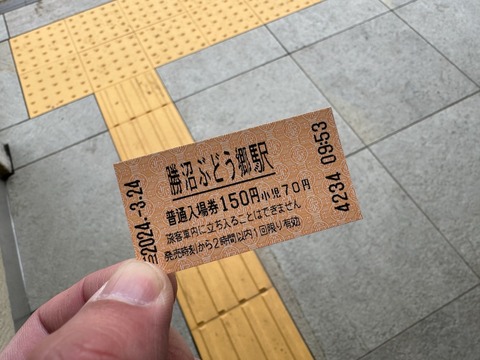 勝沼ぶどう郷駅
普通入場券150円小児70円
旅客車内に立ち入ることはできません
発売時刻から2時間以内1回限り有効
2024.-3.24
4234 09:53